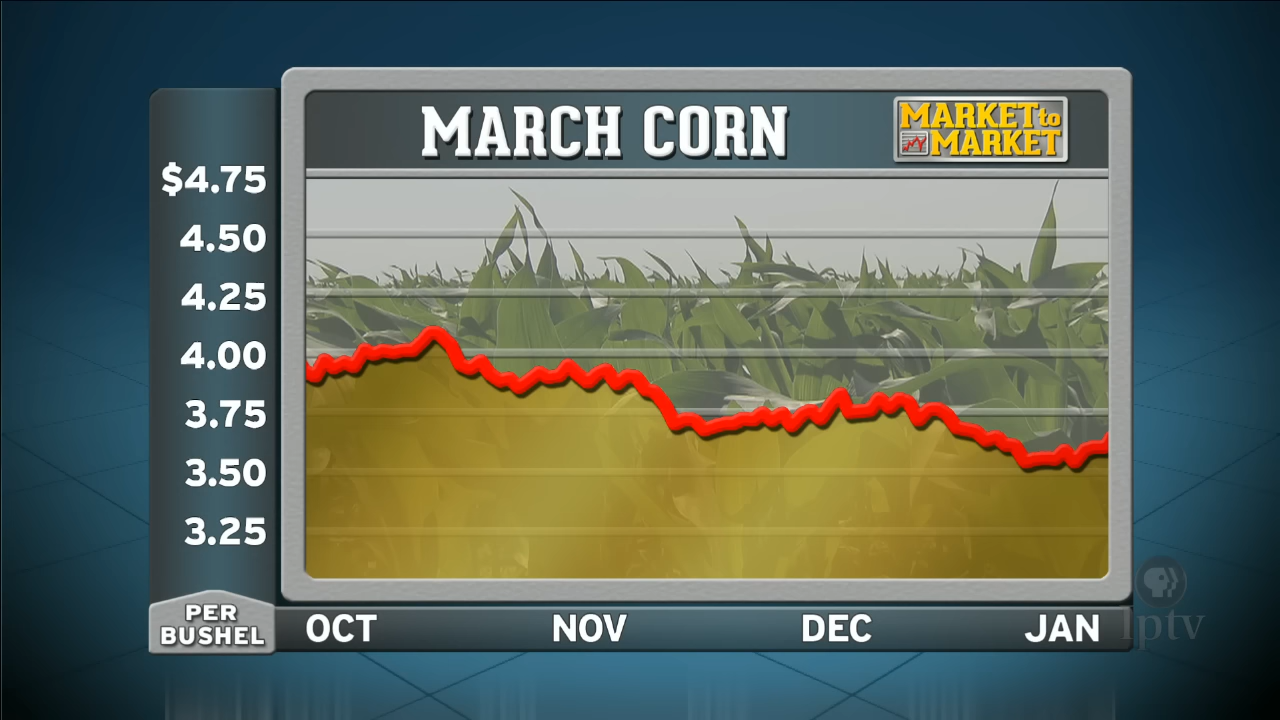 MARCH CORN
MARKET to
MARKET
$4.75
4.50
4.25
4.00
3.75
3.50
3.25
PER
BUSHEL
OCT NOV DEC JAN
iptv